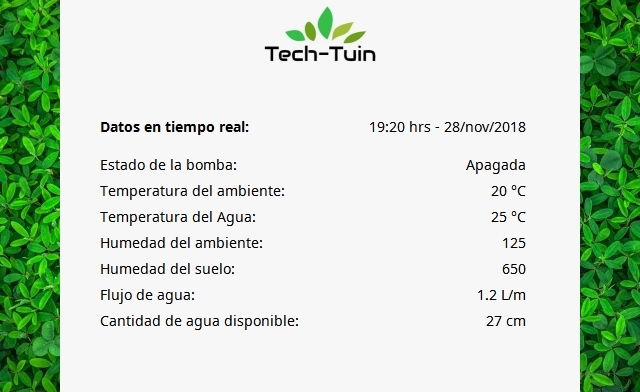 Tech-Tuin
Datos en tiempo real: 19:20 hrs - 28/nov/2018
Estado de la bomba: Apagada
Temperatura del ambiente: 20 °C
Temperatura del Agua: 25 °C
Humedad del ambiente: 125
Humedad del suelo: 650
Flujo de agua: 1.2 L/m
Cantidad de agua disponible: 27 cm